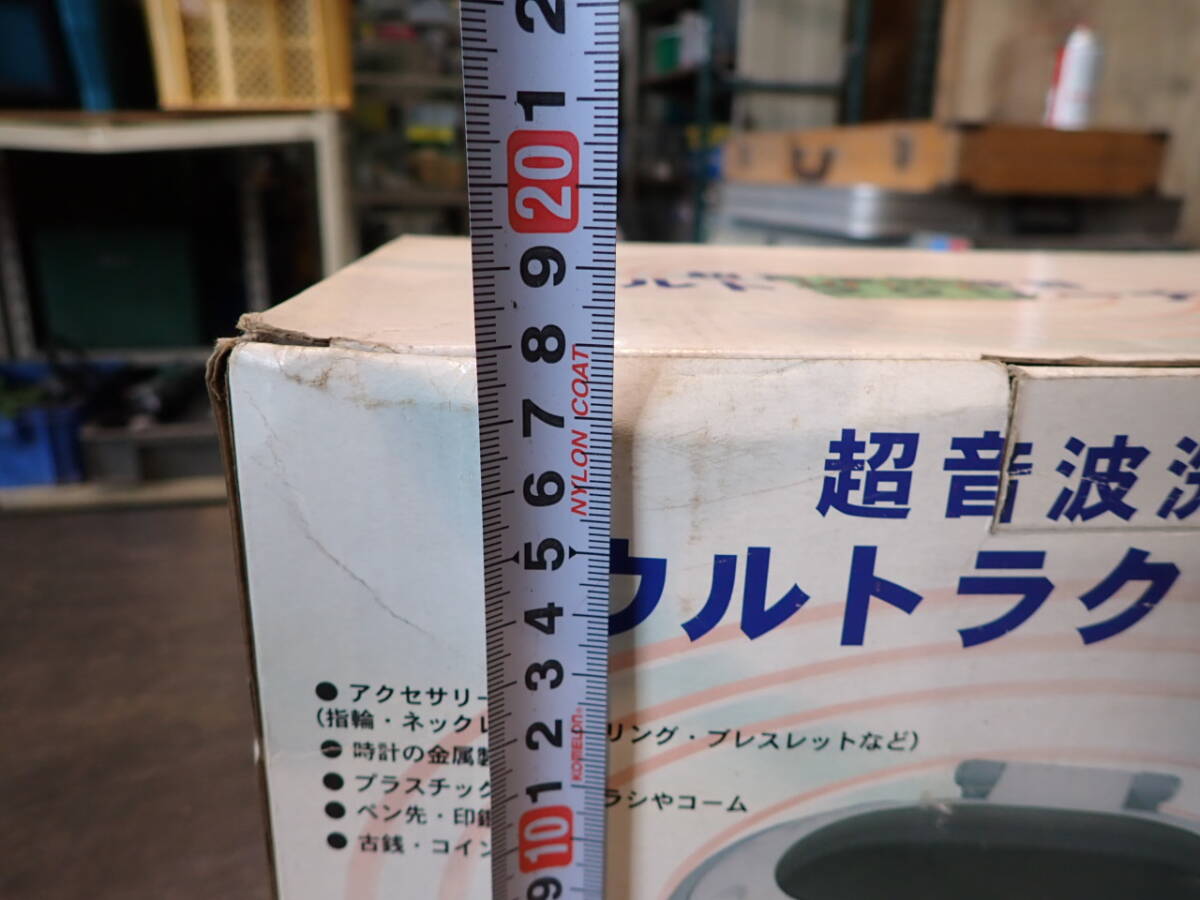 2
1
20
9
8
7
6
5
4
3
2
1
10
9
NYLON COAT
KOMELON
超音波洗
ウルトラク
● アクセサリー
(指輪・ネックレ リング・ブレスレットなど)
● 時計の金属製
● プラスチック ラシやコーム
● ペン先・印鑑
● 古銭・コイン